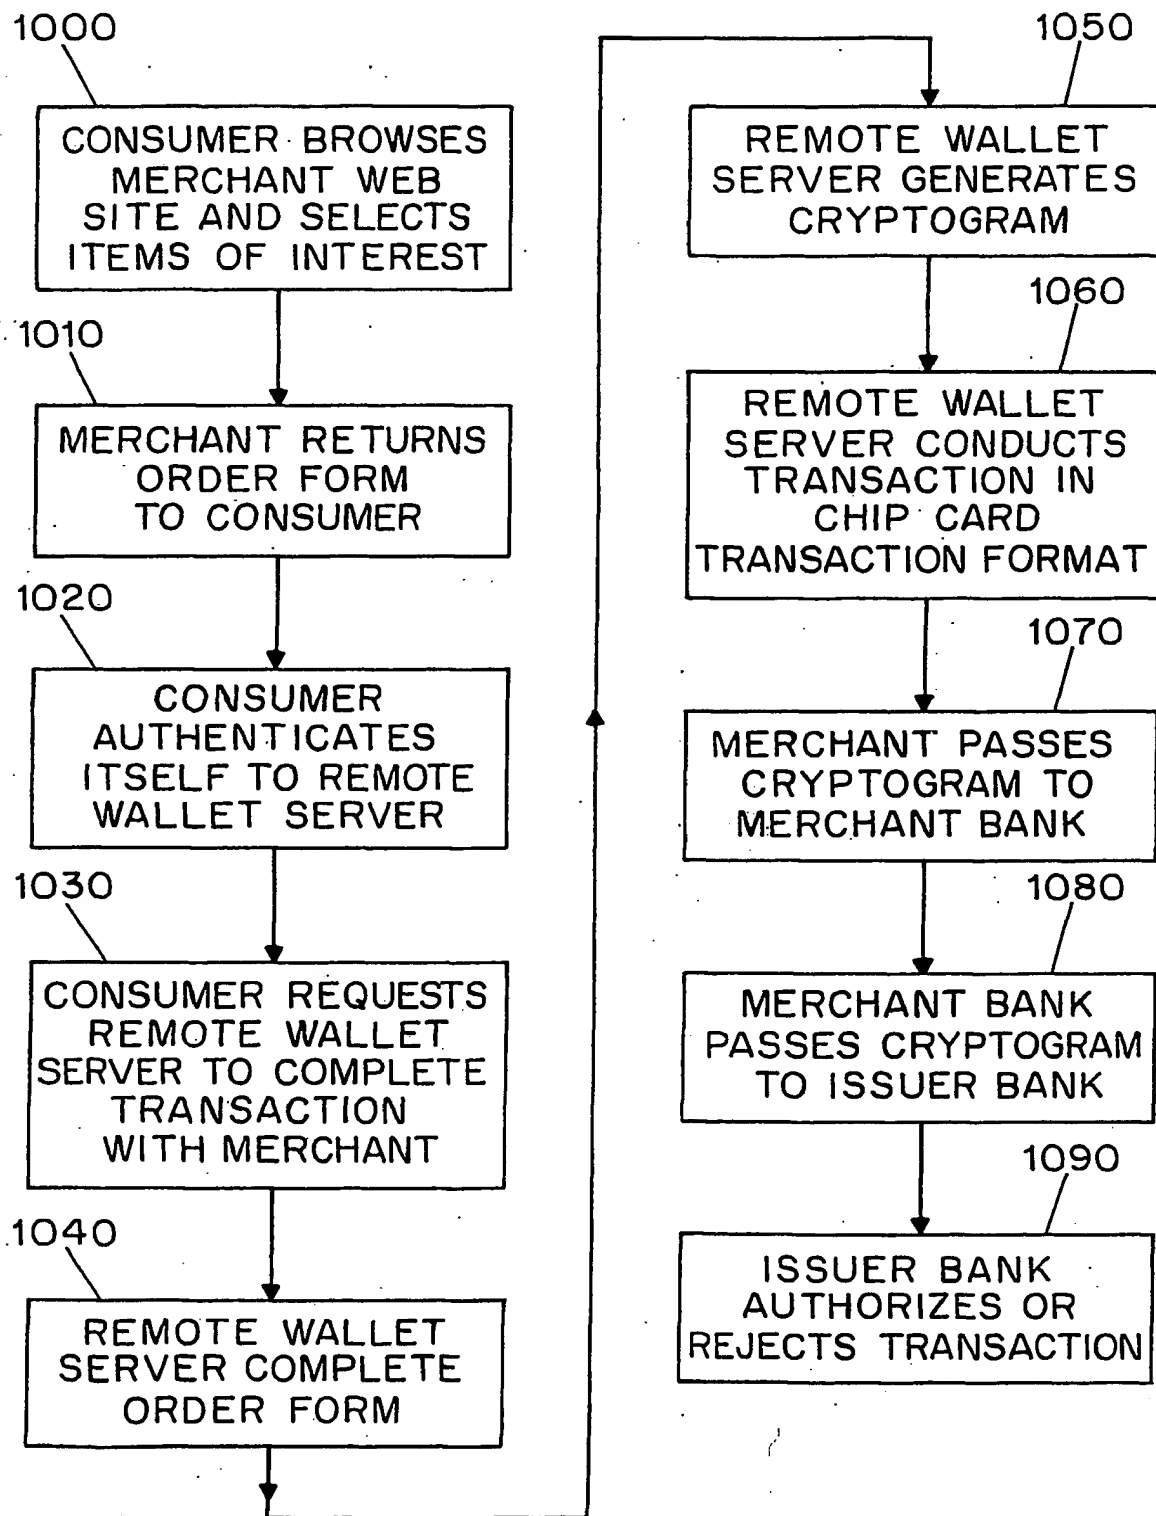 1000
CONSUMER BROWSES
MERCHANT WEB
SITE AND SELECTS
ITEMS OF INTEREST
1010
MERCHANT RETURNS
ORDER FORM
TO CONSUMER
1020
CONSUMER
AUTHENTICATES
ITSELF TO REMOTE
WALLET SERVER
1030
CONSUMER REQUESTS
REMOTE WALLET
SERVER TO COMPLETE
TRANSACTION
WITH MERCHANT
1040
REMOTE WALLET
SERVER COMPLETE
ORDER FORM
1050
REMOTE WALLET
SERVER GENERATES
CRYPTOGRAM
1060
REMOTE WALLET
SERVER CONDUCTS
TRANSACTION IN
CHIP CARD
TRANSACTION FORMAT
1070
MERCHANT PASSES
CRYPTOGRAM TO
MERCHANT BANK
1080
MERCHANT BANK
PASSES CRYPTOGRAM
TO ISSUER BANK
1090
ISSUER BANK
AUTHORIZES OR
REJECTS TRANSACTION